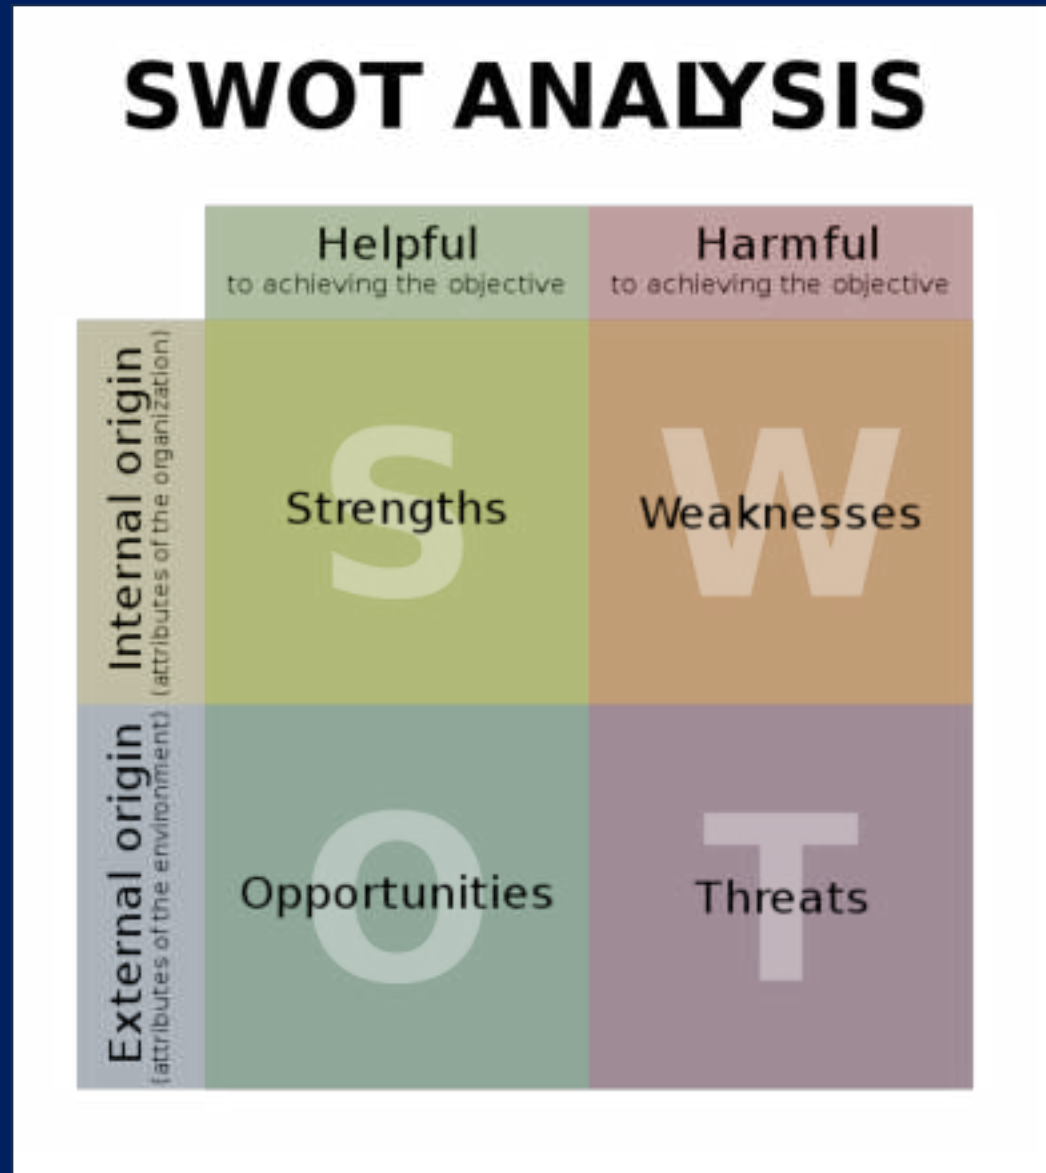 SWOT ANALYSIS
Helpful
to achieving the objective
Harmful
to achieving the objective
Internal origin
(attributes of the organization)
S
Strengths
W
Weaknesses
External origin
(attributes of the environment)
O
Opportunities
T
Threats